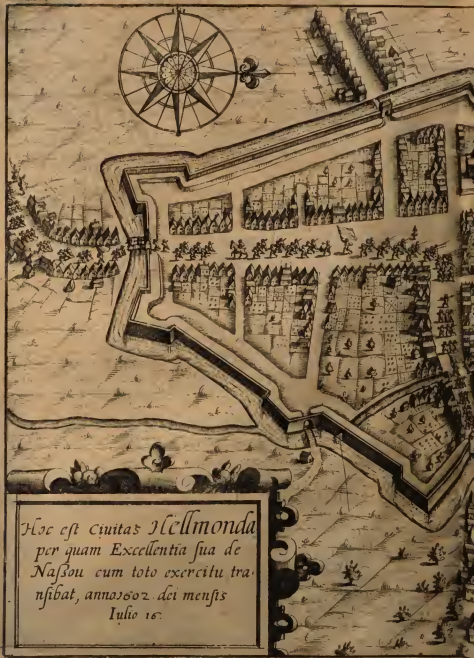 Hoc est Ciuitas Hellmonda
per quam Excellentia sua de
Naßou cum toto exercitu tra-
nsibat, anno 1602 dei mensis
Iulio 16.